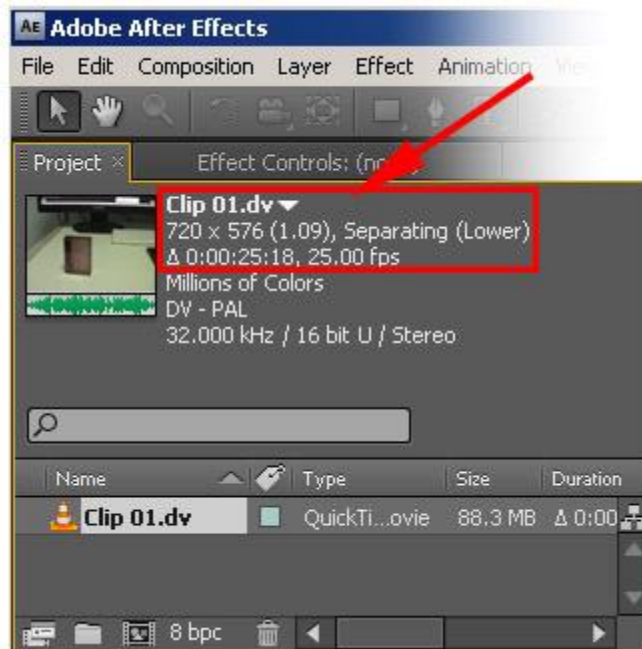 AE Adobe After Effects
File Edit Composition Layer Effect Animation
Project × Effect Controls:
Clip 01.dv
720 x 576 (1.09), Separating (Lower)
Δ 0:00:25:18, 25.00 fps
Millions of Colors
DV - PAL
32.000 kHz / 16 bit U / Stereo
Name Type Size Duration
Clip 01.dv QuickTi...ovie 88.3 MB Δ 0:00
8 bpc